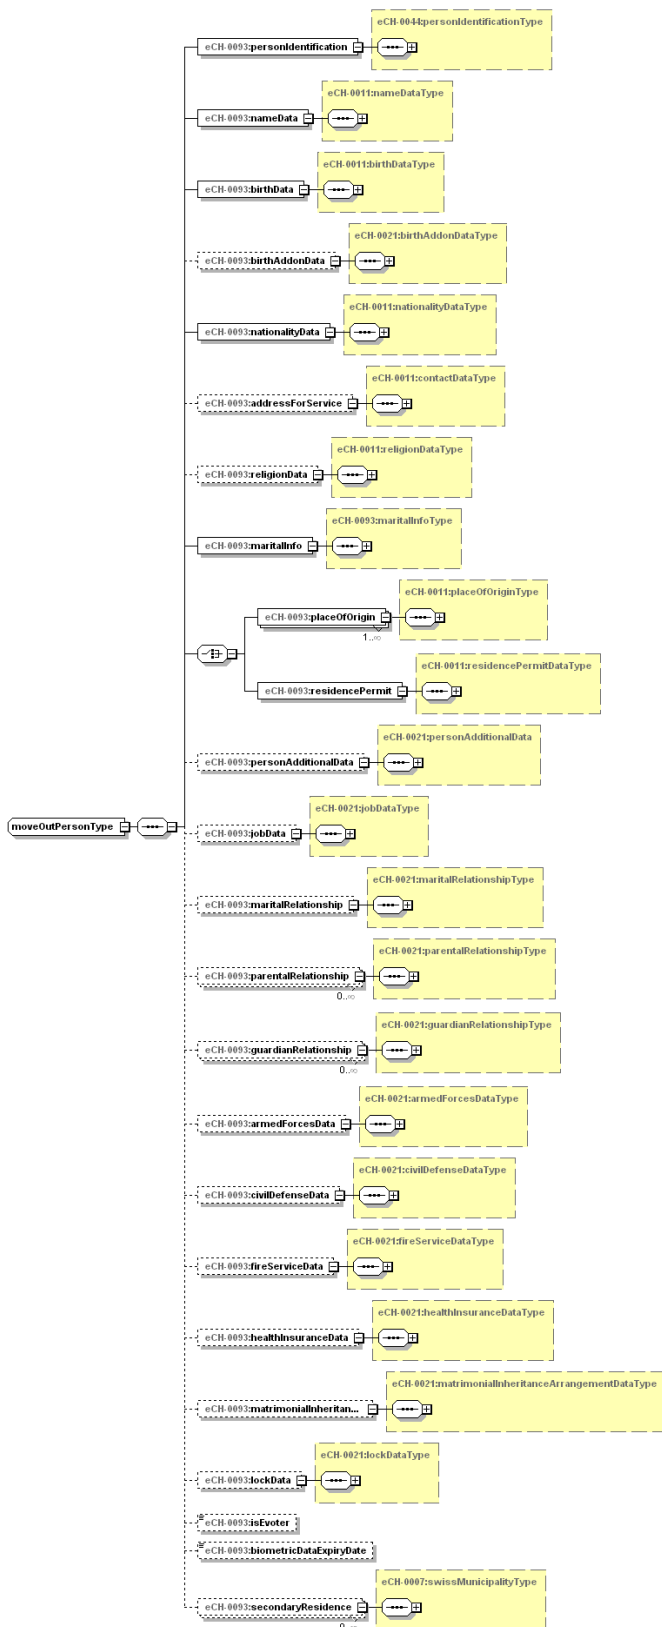 eCH-0044:personIdentificationType
eCH-0093:personIdentification
eCH-0011:nameDataType
eCH-0093:nameData
eCH-0011:birthDataType
eCH-0093:birthData
eCH-0021:birthAddonDataType
eCH-0093:birthAddonData
eCH-0011:nationalityDataType
eCH-0093:nationalityData
eCH-0011:contactDataType
eCH-0093:addressForService
eCH-0011:religionDataType
eCH-0093:religionData
eCH-0093:maritalInfoType
eCH-0093:maritalInfo
eCH-0011:placeOfOriginType
eCH-0093:placeOfOrigin
1..∞
eCH-0011:residencePermitDataType
eCH-0093:residencePermit
eCH-0021:personAdditionalData
eCH-0093:personAdditionalData
eCH-0021:jobDataType
moveOutPersonType
eCH-0093:jobData
eCH-0021:maritalRelationshipType
eCH-0093:maritalRelationship
eCH-0021:parentalRelationshipType
eCH-0093:parentalRelationship
0..∞
eCH-0021:guardianRelationshipType
eCH-0093:guardianRelationship
0..∞
eCH-0021:armedForcesDataType
eCH-0093:armedForcesData
eCH-0021:civilDefenseDataType
eCH-0093:civilDefenseData
eCH-0021:fireServiceDataType
eCH-0093:fireServiceData
eCH-0021:healthInsuranceDataType
eCH-0093:healthInsuranceData
eCH-0021:matrimonialInheritanceArrangementDataType
eCH-0093:matrimonialInheritan...
eCH-0021:lockDataType
eCH-0093:lockData
eCH-0093:isEvoter
eCH-0093:biometricDataExpiryDate
eCH-0007:swissMunicipalityType
eCH-0093:secondaryResidence